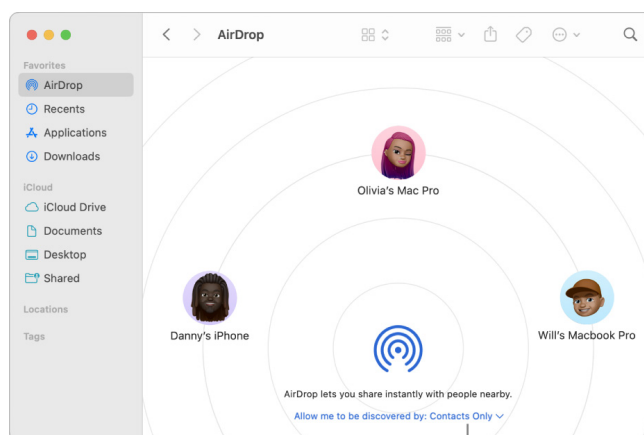 AirDrop
Favorites
AirDrop
Recents
Applications
Downloads
iCloud
iCloud Drive
Documents
Desktop
Shared
Locations
Tags
Olivia's Mac Pro
Danny's iPhone
Will's Macbook Pro
AirDrop lets you share instantly with people nearby.
Allow me to be discovered by: Contacts Only